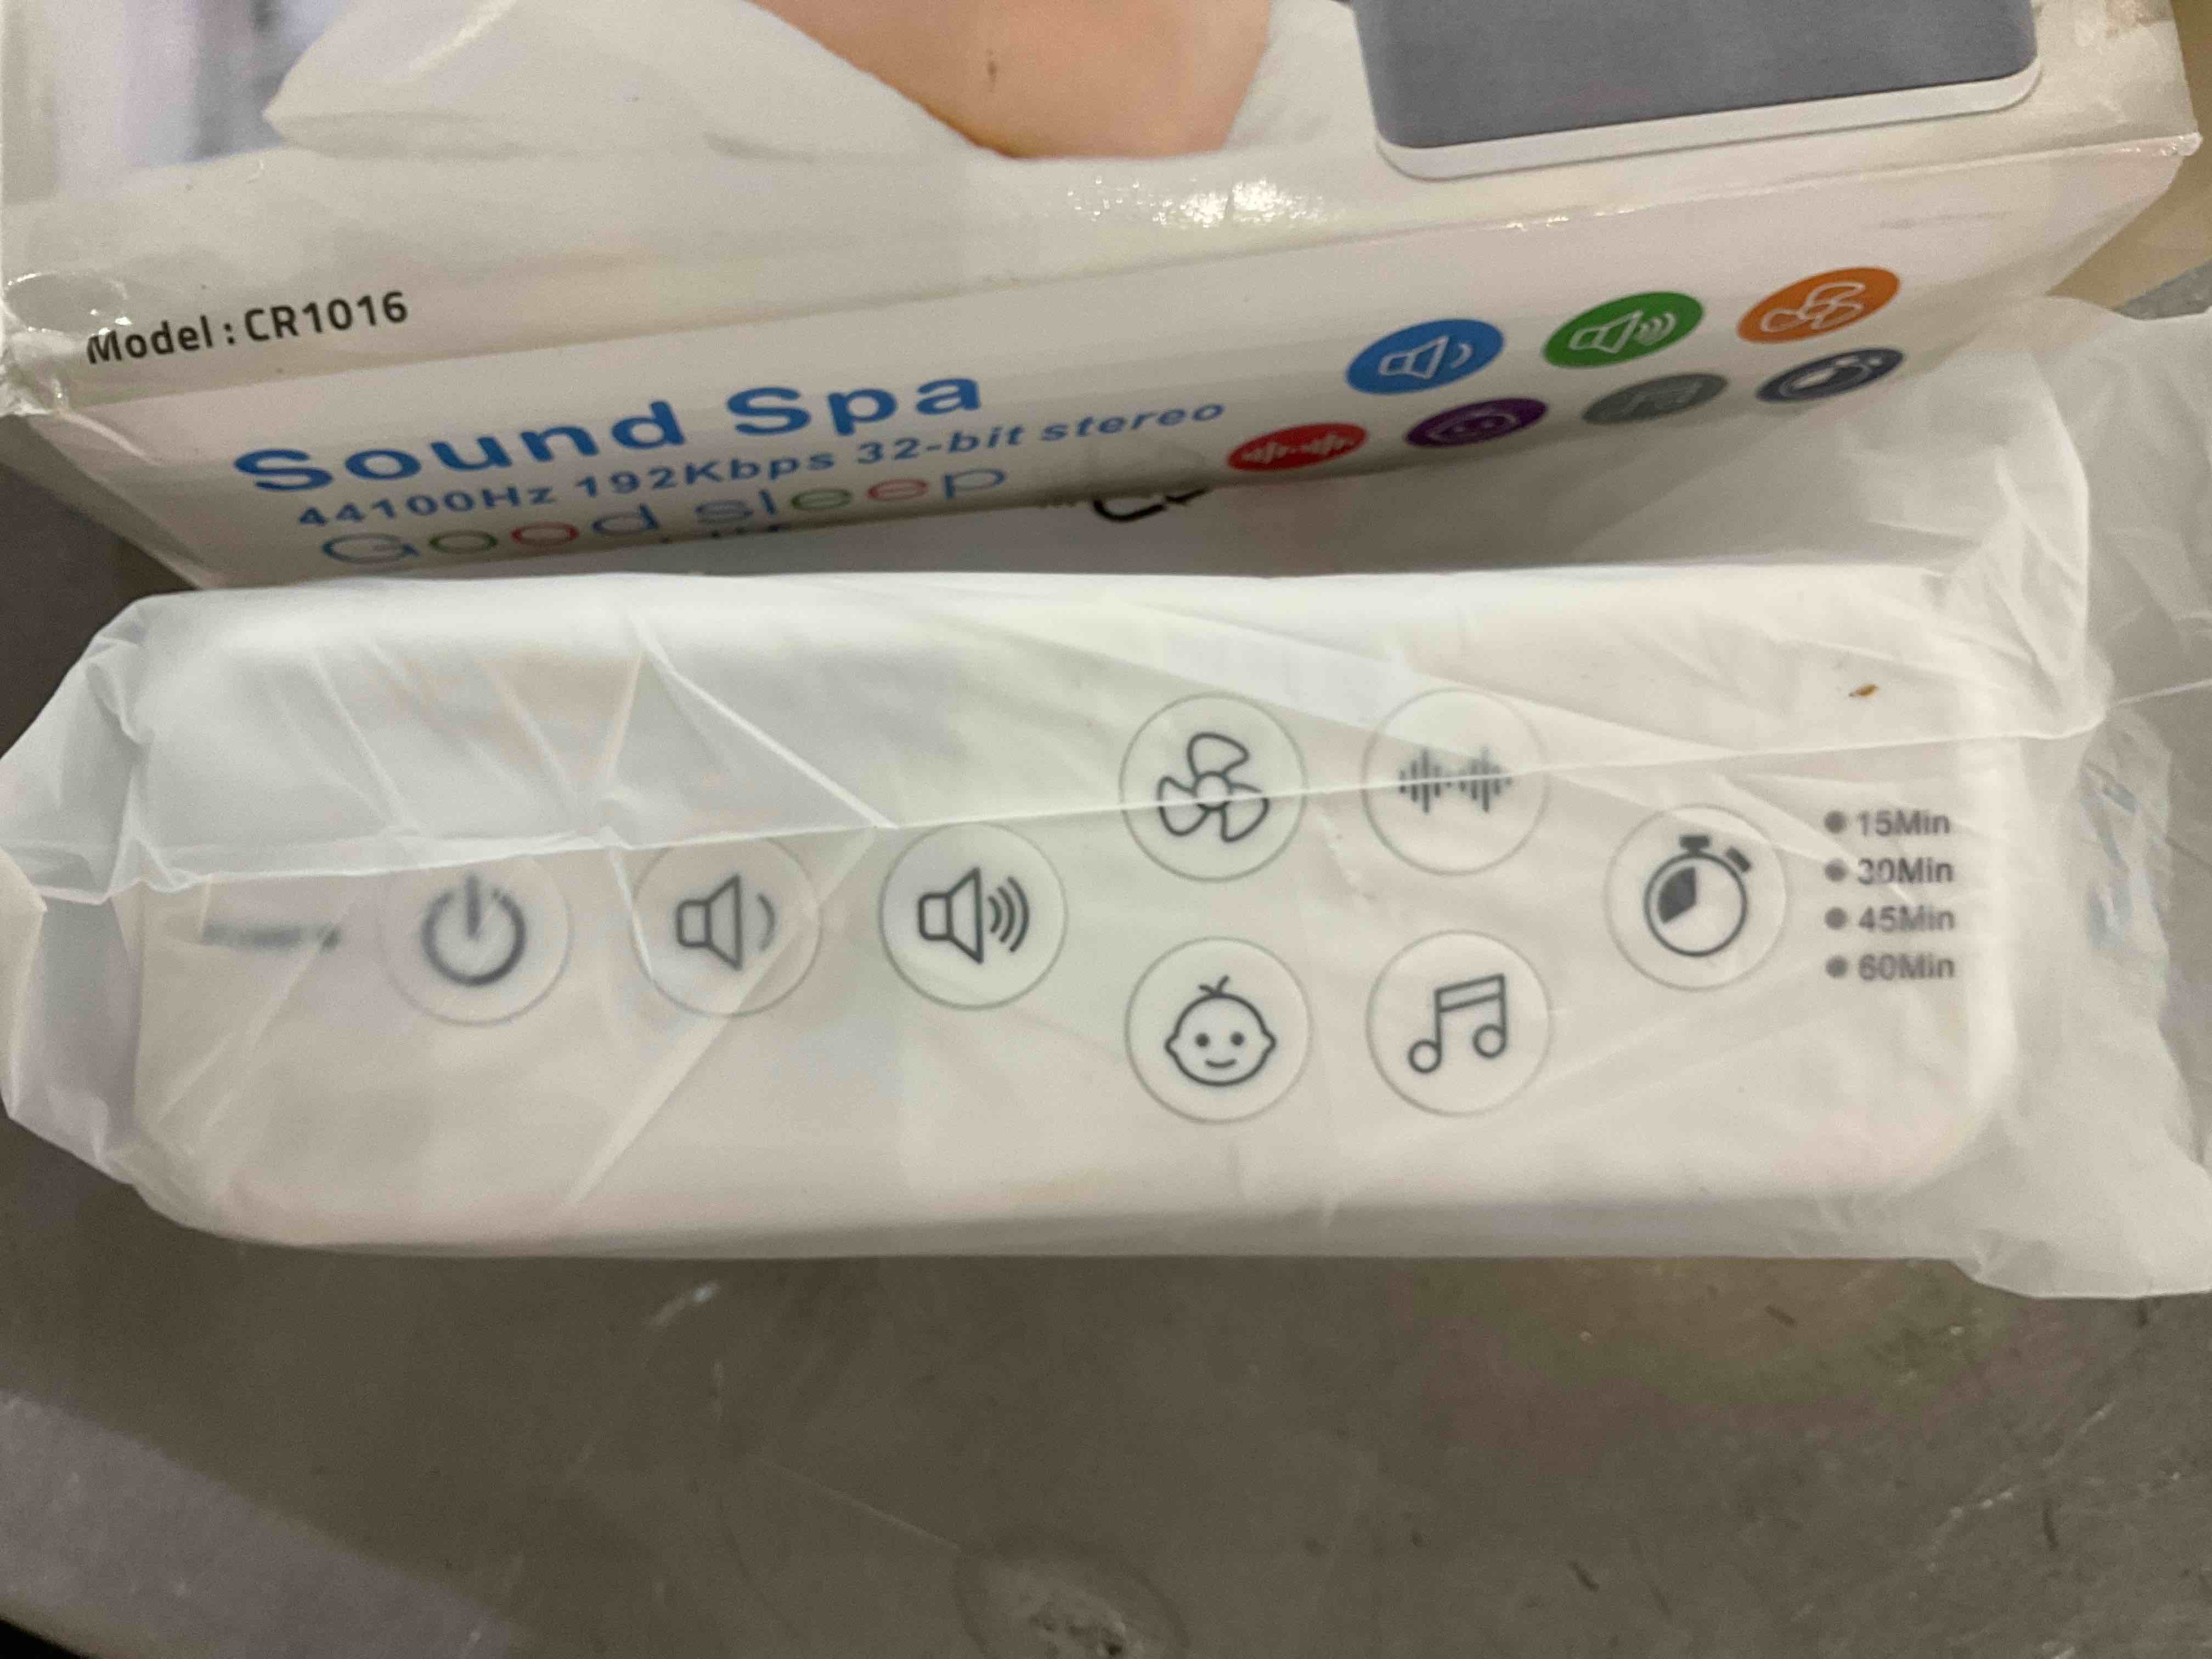 Model : CR1016
Sound Spa
44100Hz 192Kbps 32-bit stereo
Good sleep
15Min
30Min
45Min
60Min